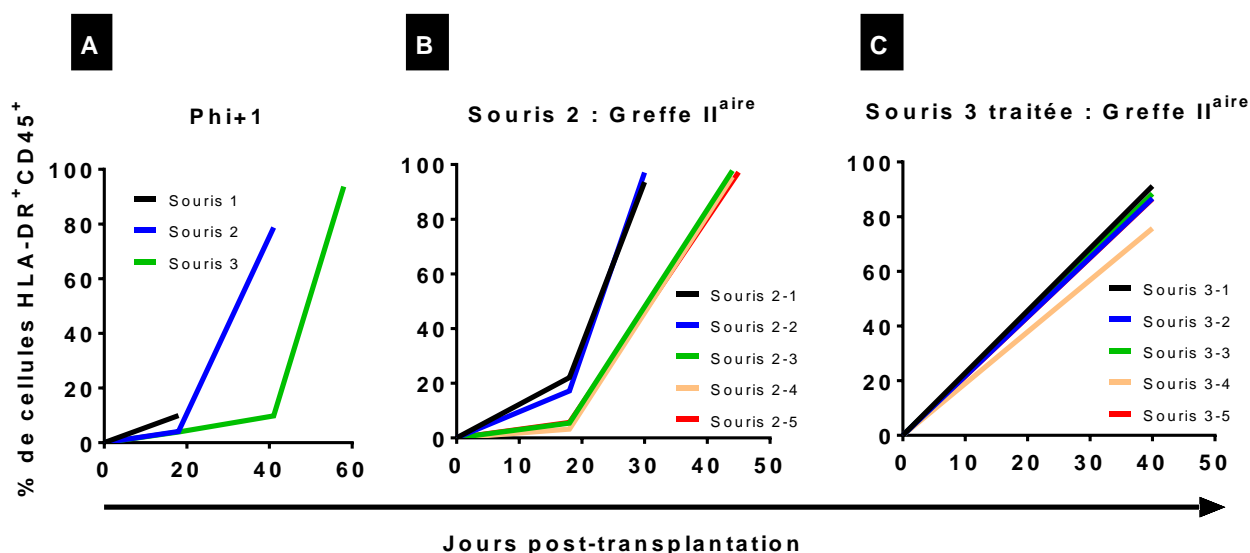 A
B
C
Phi+1
Souris 2 : Greffe IIaire
Souris 3 traitée : Greffe IIaire
% de cellules HLA-DR+CD45+
100
80
60
40
20
0
0 20 40 60
Souris 1
Souris 2
Souris 3
100
80
60
40
20
0
0 10 20 30 40 50
Souris 2-1
Souris 2-2
Souris 2-3
Souris 2-4
Souris 2-5
100
80
60
40
20
0
0 10 20 30 40 50
Souris 3-1
Souris 3-2
Souris 3-3
Souris 3-4
Souris 3-5
Jours post-transplantation